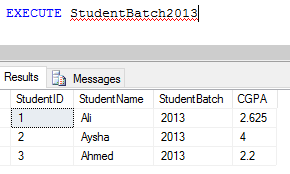 EXECUTE StudentBatch2013
Results Messages
StudentID StudentName StudentBatch CGPA
1 Ali 2013 2.625
2 Aysha 2013 4
3 Ahmed 2013 2.2